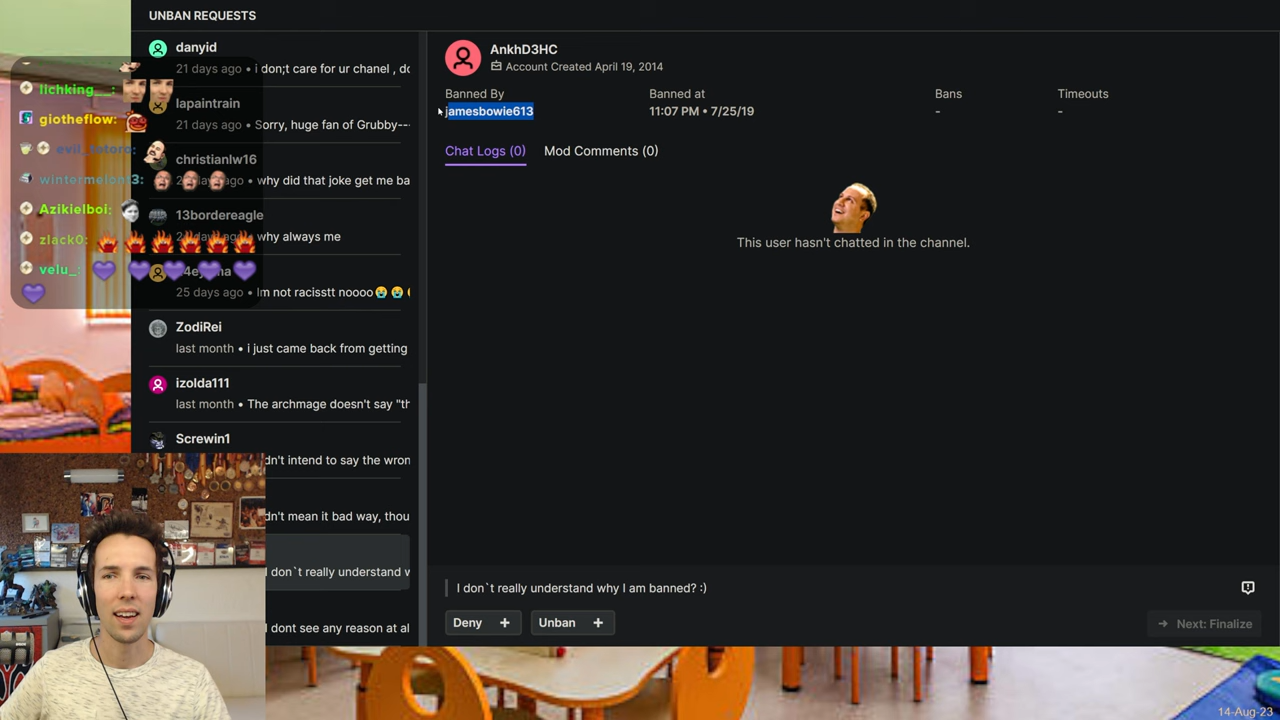 UNBAN REQUESTS
danyid
21 days ago • i don;t care for ur chanel , do
lapaintrain
21 days ago • Sorry, huge fan of Grubby--
christianlw16
ago • why did that joke get me ba
13bordereagle
why always me
25 days ago • Im not racisstt noooo
ZodiRei
last month • i just came back from getting
izolda111
last month • The archmage doesn't say "th
Screwin1
dn't intend to say the wron
dn't mean it bad way, thou
I don`t really understand w
I dont see any reason at al
lichking__:
giotheflow:
evil_totoro:
wintermelont3:
Azikielboi:
zlack0:
velu_:
AnkhD3HC
Account Created April 19, 2014
Banned By
jamesbowie613
Banned at
11:07 PM • 7/25/19
Bans
-
Timeouts
-
Chat Logs (0)
Mod Comments (0)
This user hasn't chatted in the channel.
I don`t really understand why I am banned? :)
Deny +
Unban +
Next: Finalize
14-Aug-23